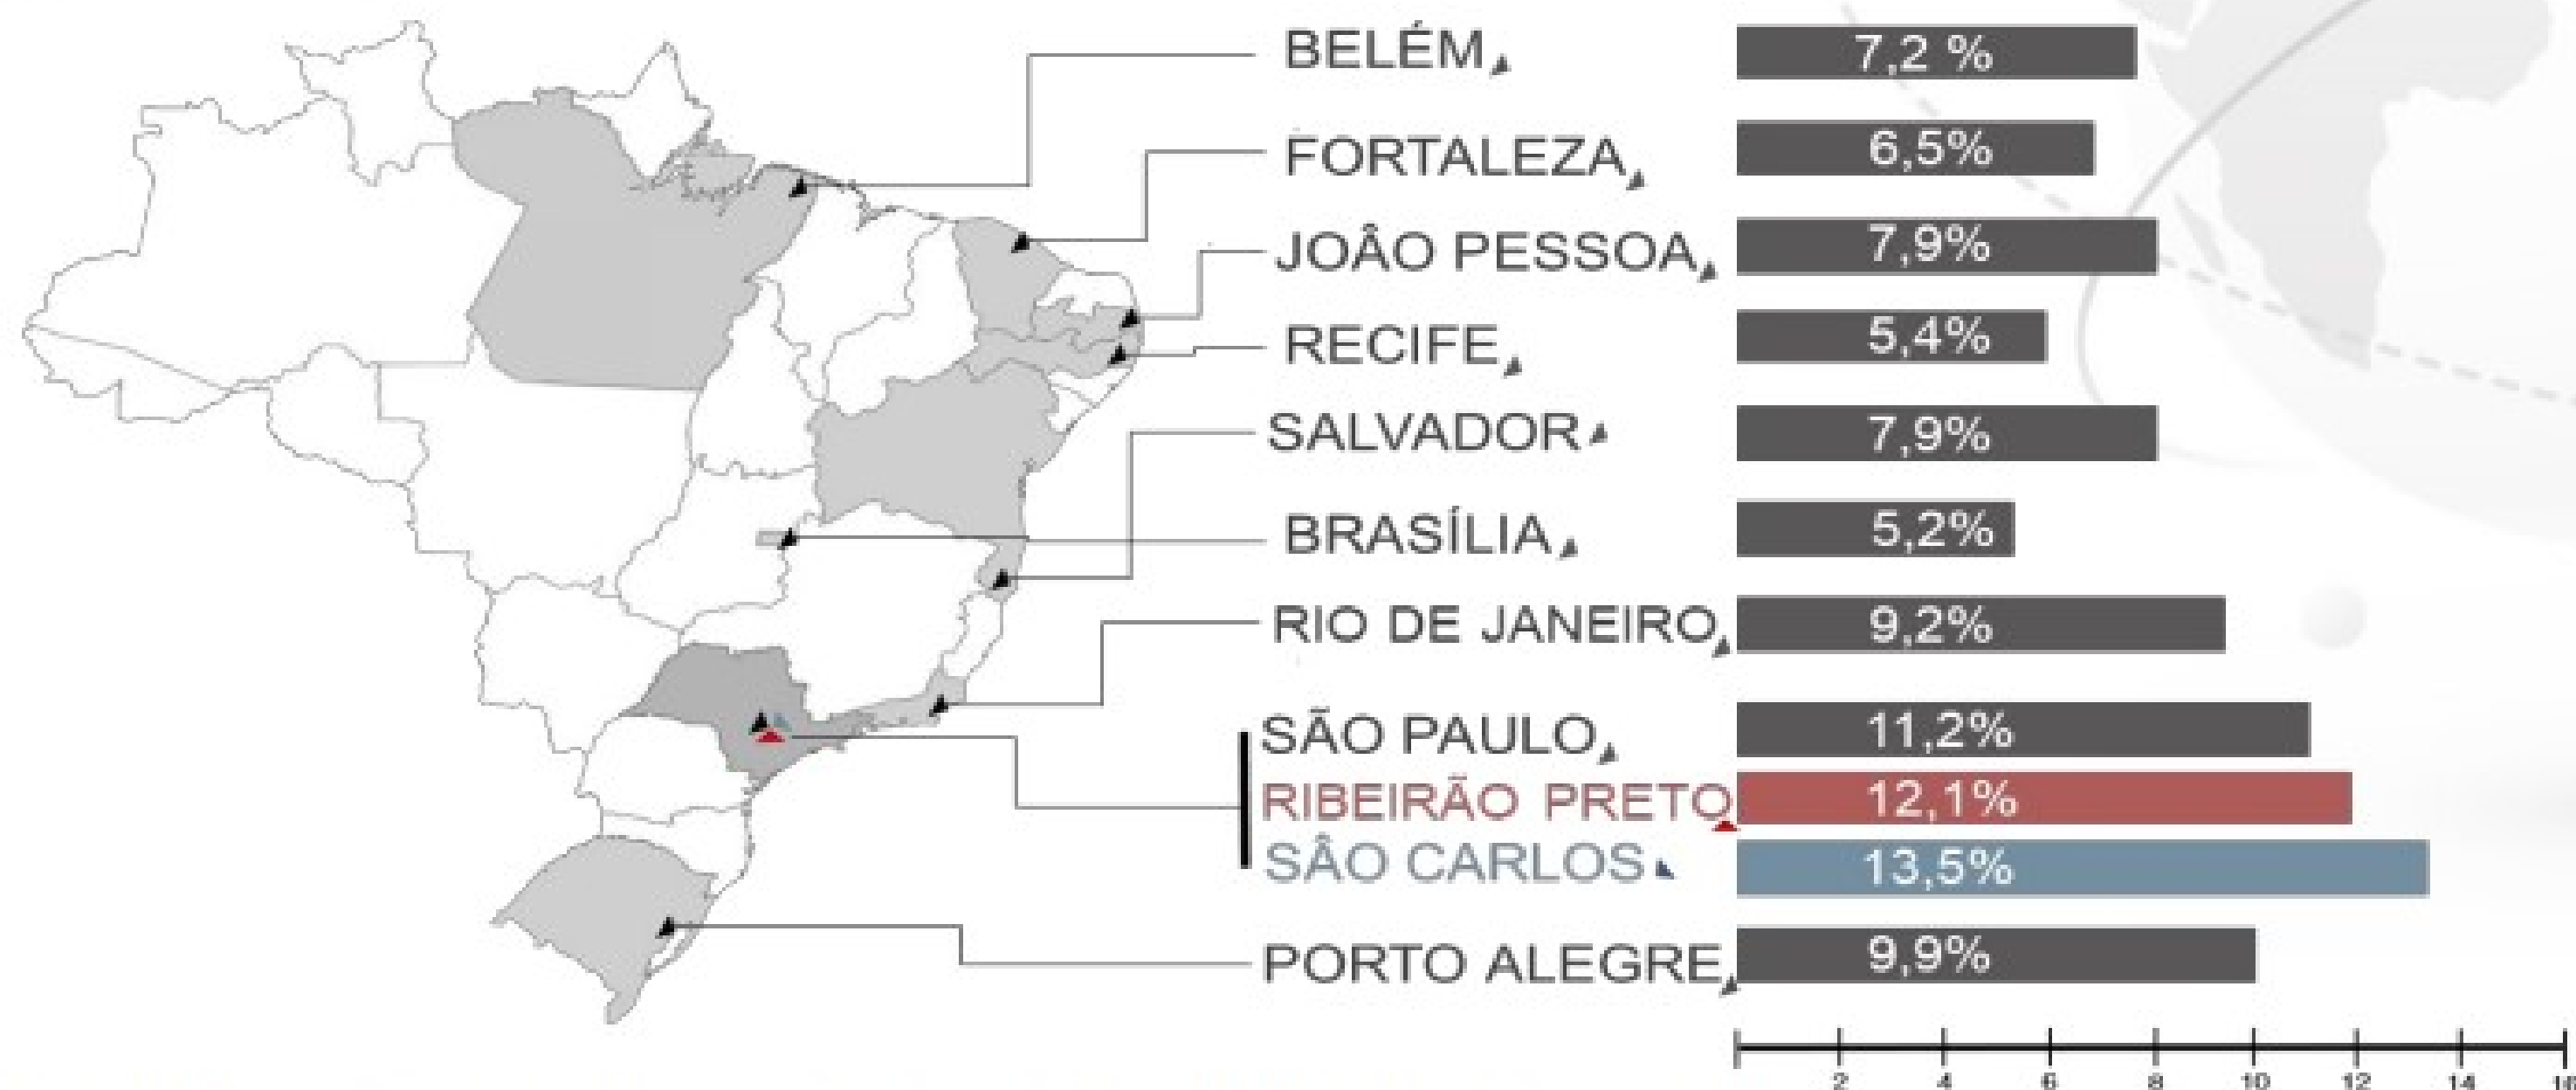 BELÉM 7,2 %
FORTALEZA 6,5%
JOÂO PESSOA 7,9%
RECIFE 5,4%
SALVADOR 7,9%
BRASÍLIA 5,2%
RIO DE JANEIRO 9,2%
SÃO PAULO 11,2%
RIBEIRÃO PRETO 12,1%
SÂO CARLOS 13,5%
PORTO ALEGRE 9,9%
2 4 6 8 10 12 14